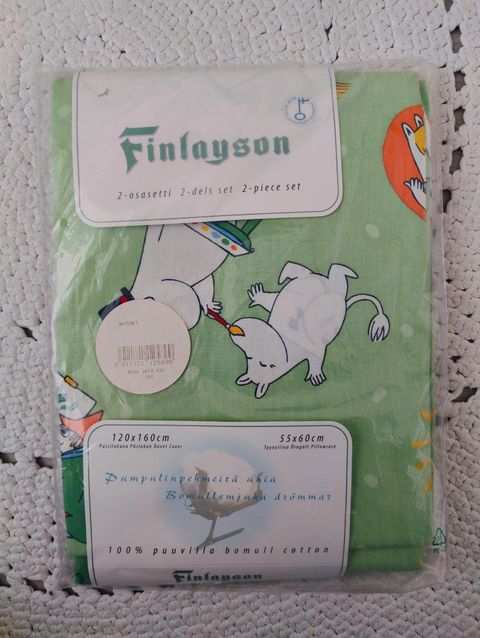 Finlayson
2-osasetti 2-dels set 2-piece set
120x160cm
Pussilakana Påslakan Duvet Cover
55x60cm
Tyynyliina Örngott Pillowcase
Pumpulinpehmeitä unia
Bomullsmjuka drömmar
100% puuvilla bomull cotton
Finlayson